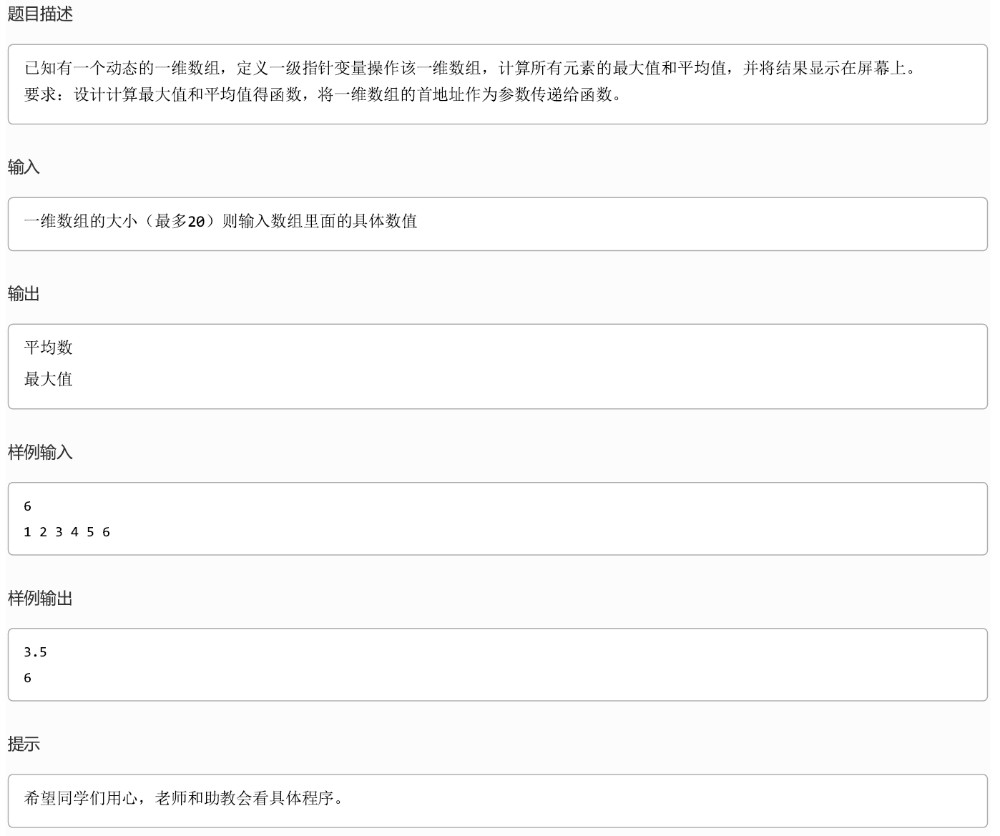 题目描述
已知有一个动态的一维数组，定义一级指针变量操作该一维数组，计算所有元素的最大值和平均值，并将结果显示在屏幕上。
要求：设计计算最大值和平均值得函数，将一维数组的首地址作为参数传递给函数。
输入
一维数组的大小（最多20）则输入数组里面的具体数值
输出
平均数
最大值
样例输入
6
1 2 3 4 5 6
样例输出
3.5
6
提示
希望同学们用心，老师和助教会看具体程序。